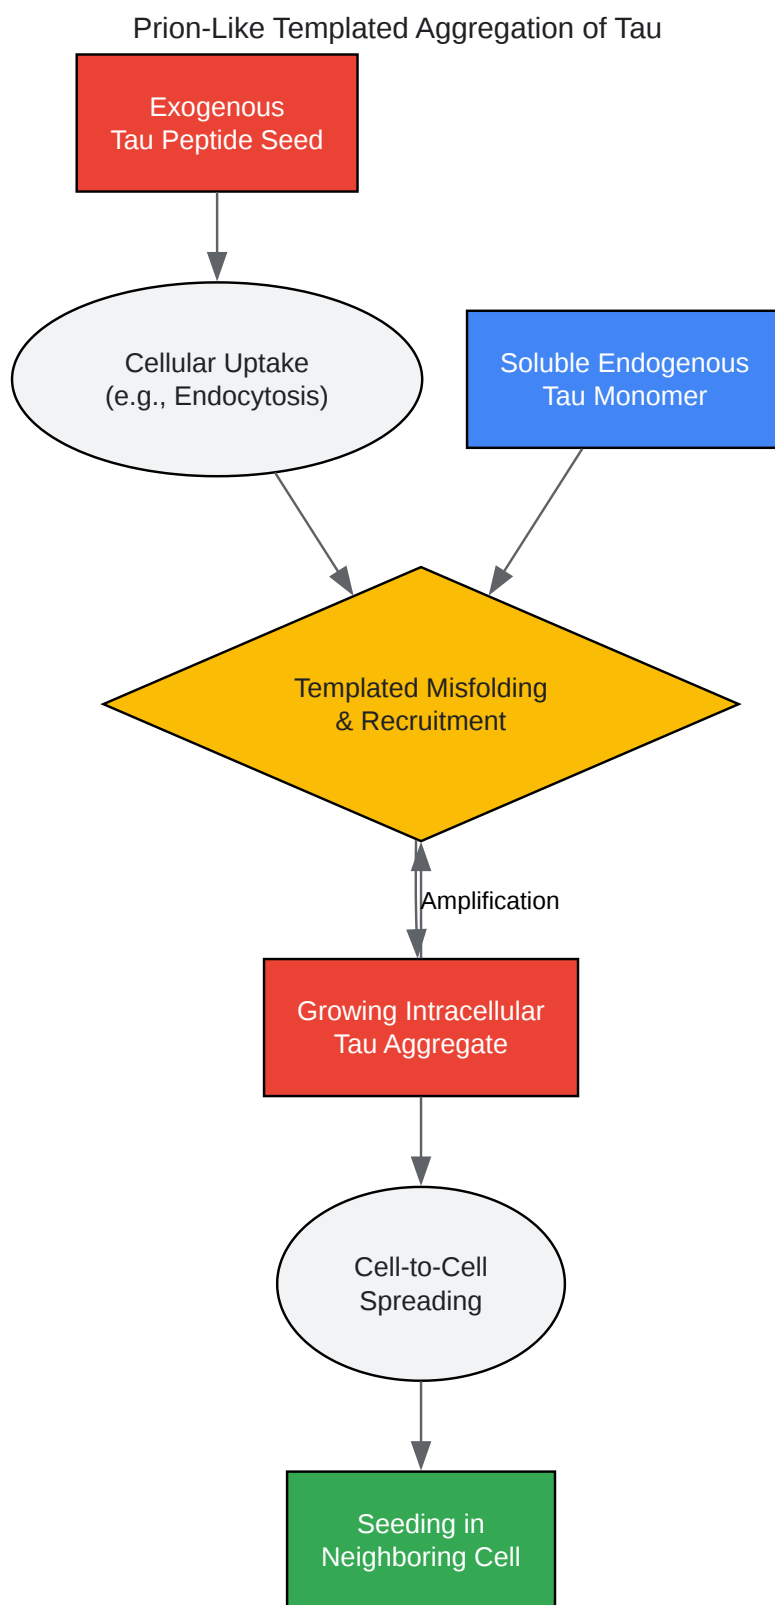 Prion-Like Templated Aggregation of Tau
Exogenous
Tau Peptide Seed
Cellular Uptake
(e.g., Endocytosis)
Soluble Endogenous
Tau Monomer
Templated Misfolding
& Recruitment
Amplification
Growing Intracellular
Tau Aggregate
Cell-to-Cell
Spreading
Seeding in
Neighboring Cell